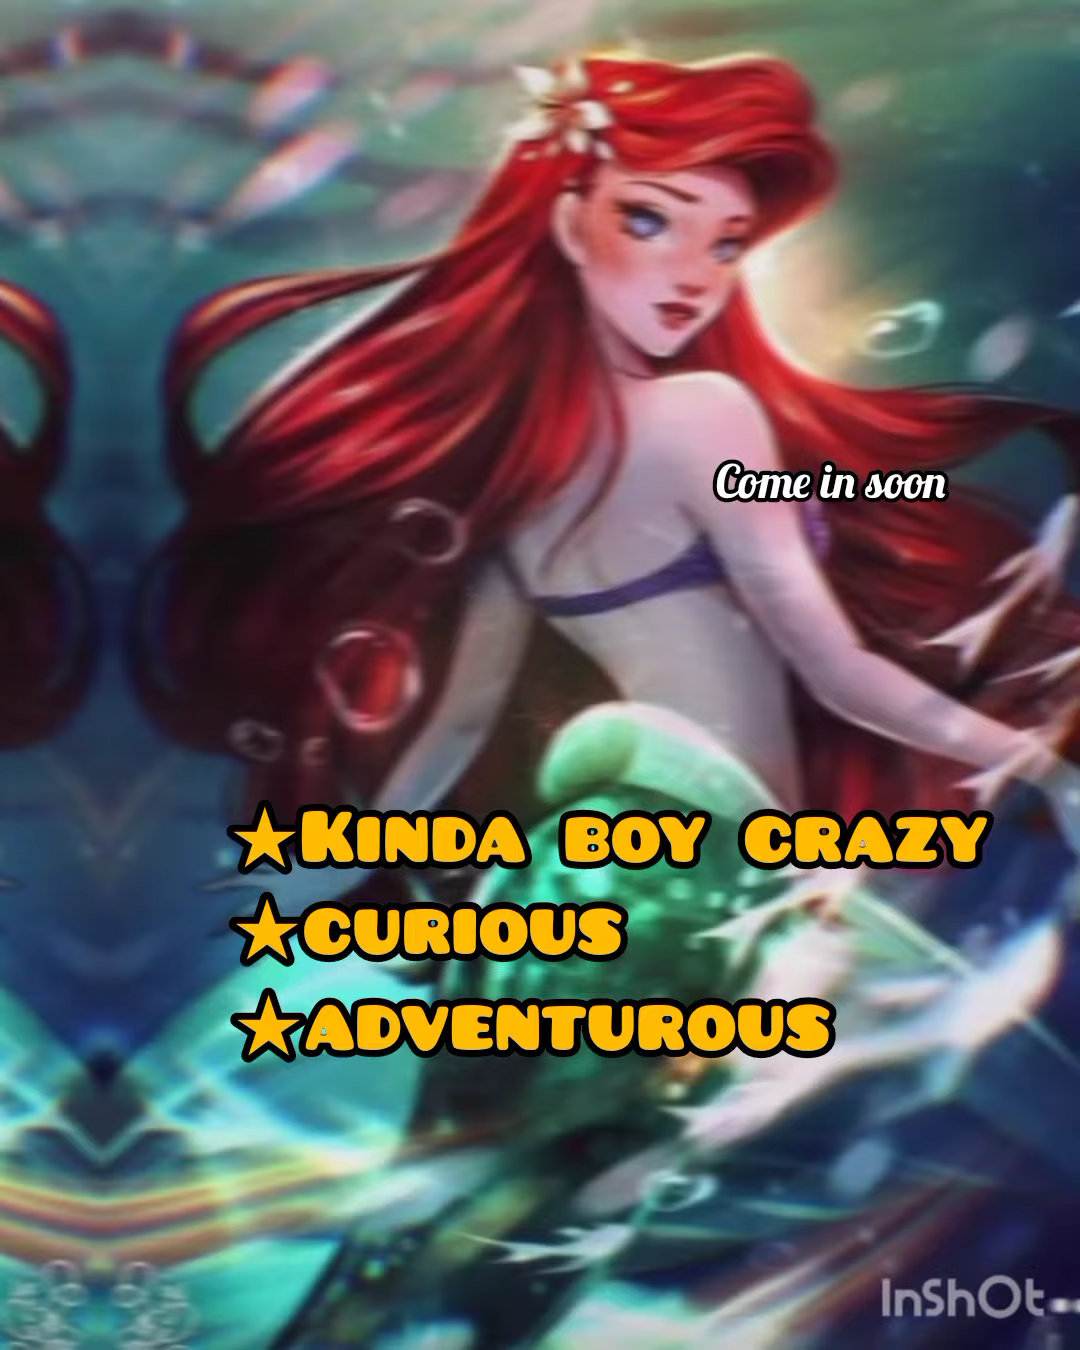 Come in soon
★KINDA BOY CRAZY
★CURIOUS
★ADVENTUROUS
InShOt